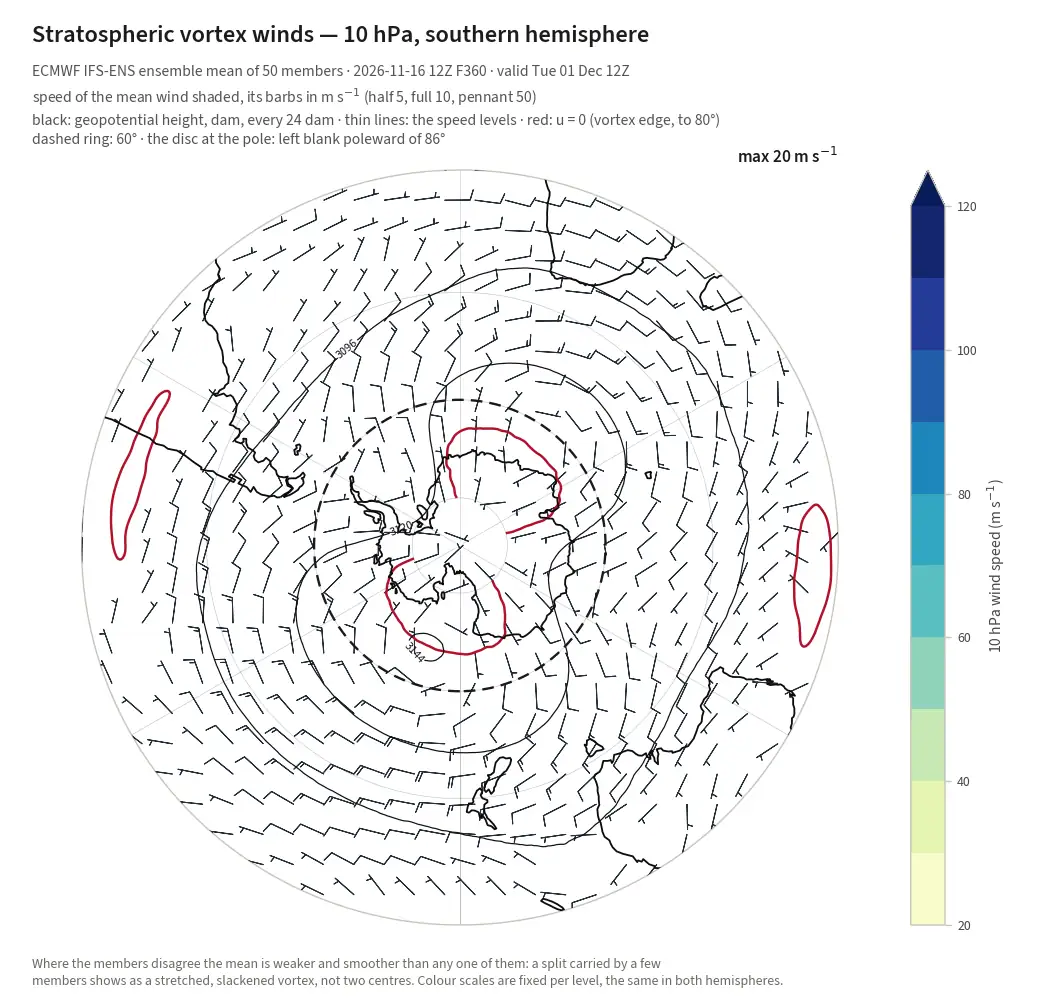 Stratospheric vortex winds — 10 hPa, southern hemisphere
ECMWF IFS-ENS ensemble mean of 50 members · 2026-11-16 12Z F360 · valid Tue 01 Dec 12Z
speed of the mean wind shaded, its barbs in m s⁻¹ (half 5, full 10, pennant 50)
black: geopotential height, dam, every 24 dam · thin lines: the speed levels · red: u = 0 (vortex edge, to 80°)
dashed ring: 60° · the disc at the pole: left blank poleward of 86°
max 20 m s⁻¹
3096
3120
3144
120
100
80
60
40
20
10 hPa wind speed (m s⁻¹)
Where the members disagree the mean is weaker and smoother than any one of them: a split carried by a few
members shows as a stretched, slackened vortex, not two centres. Colour scales are fixed per level, the same in both hemispheres.